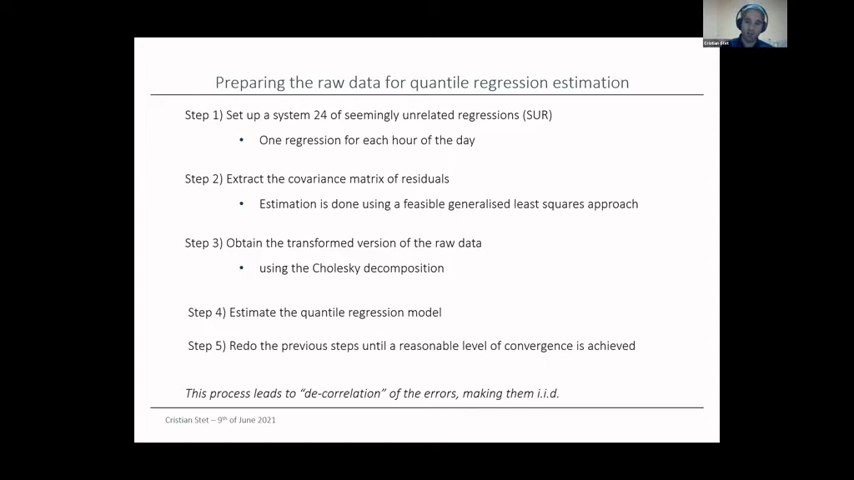 Cristian Stet
Preparing the raw data for quantile regression estimation
Step 1) Set up a system 24 of seemingly unrelated regressions (SUR)
• One regression for each hour of the day
Step 2) Extract the covariance matrix of residuals
• Estimation is done using a feasible generalised least squares approach
Step 3) Obtain the transformed version of the raw data
• using the Cholesky decomposition
Step 4) Estimate the quantile regression model
Step 5) Redo the previous steps until a reasonable level of convergence is achieved
This process leads to “de-correlation” of the errors, making them i.i.d.
Cristian Stet – 9th of June 2021